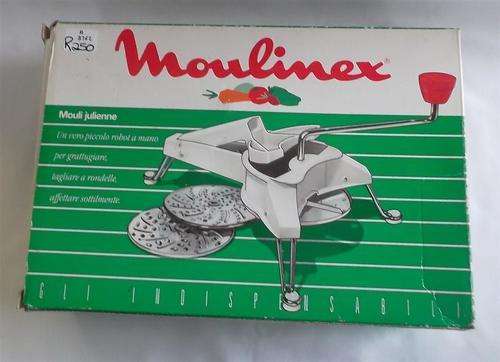 R250
Moulinex
Mouli julienne
Un vero piccolo robot a mano
per grattugiare,
tagliare a rondelle,
affettare sottilmente.
GLI INDISPENSABILI